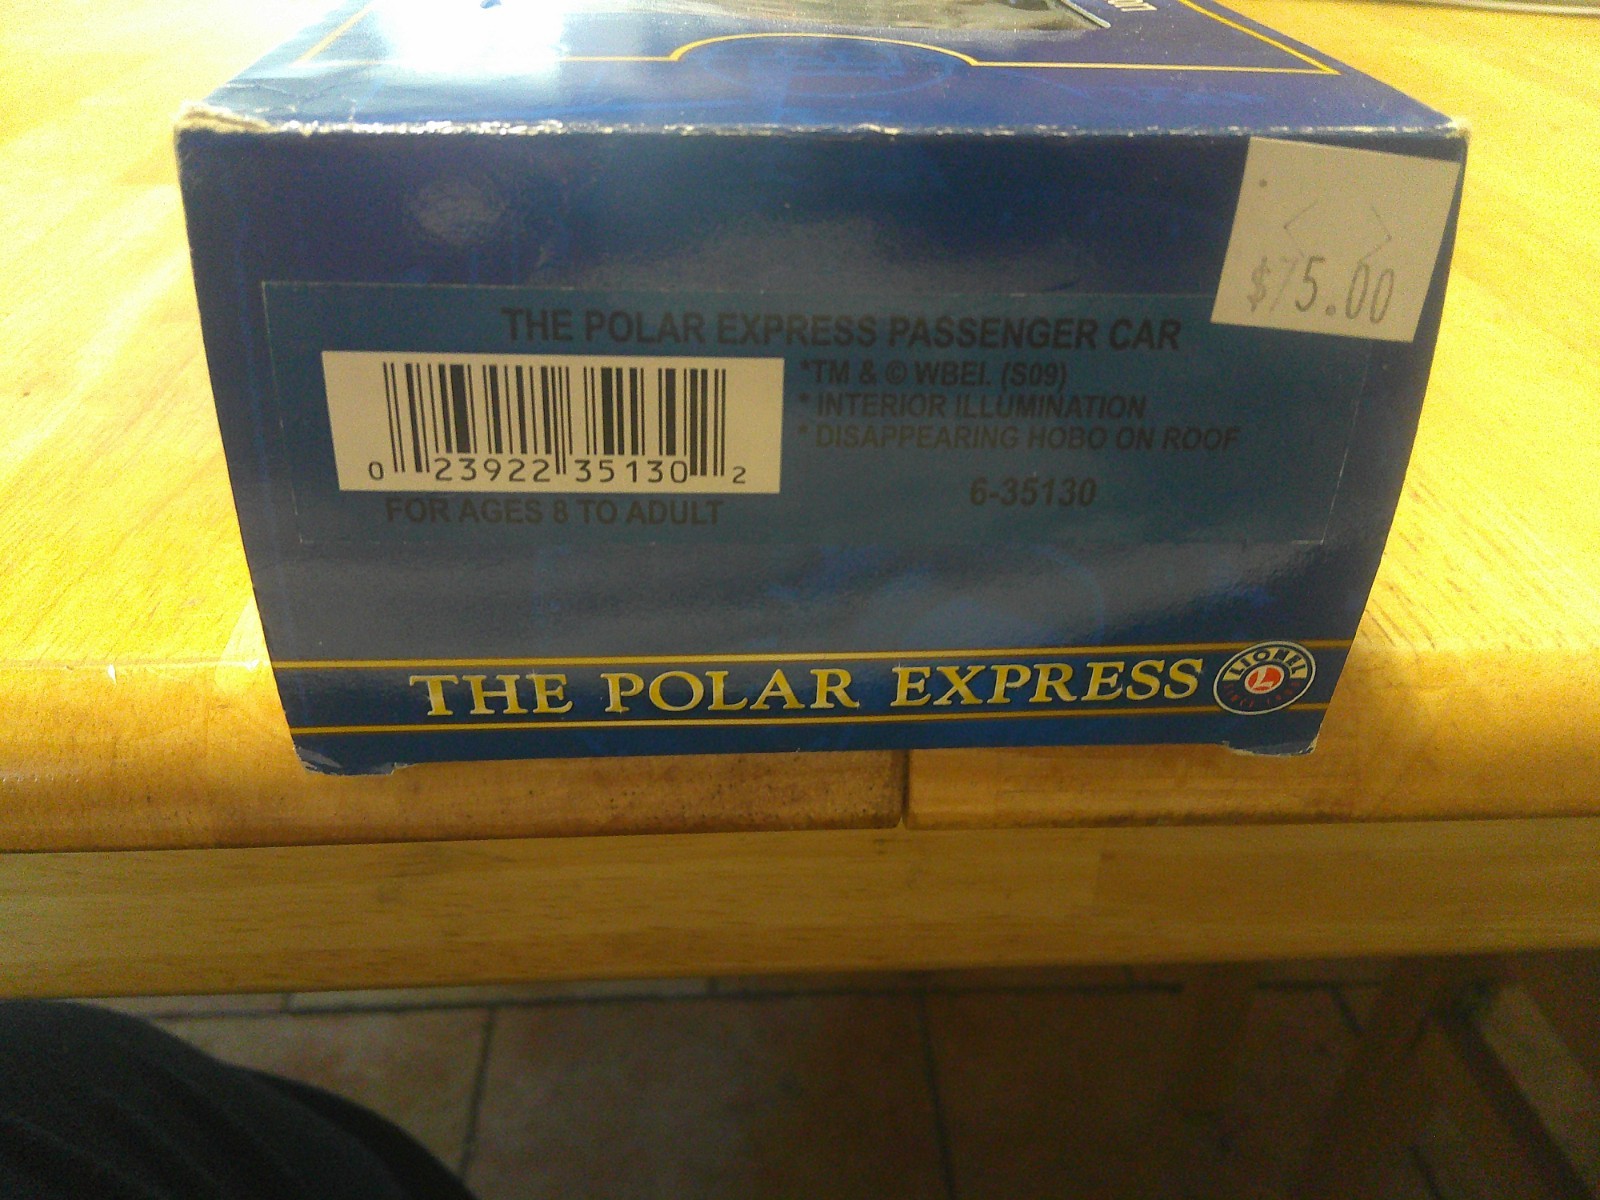 $75.00
THE POLAR EXPRESS PASSENGER CAR
*TM & © WBEI. (S09)
* INTERIOR ILLUMINATION
* DISAPPEARING HOBO ON ROOF
6-35130
0 23922 35130 2
FOR AGES 8 TO ADULT
THE POLAR EXPRESS
LIONEL
L